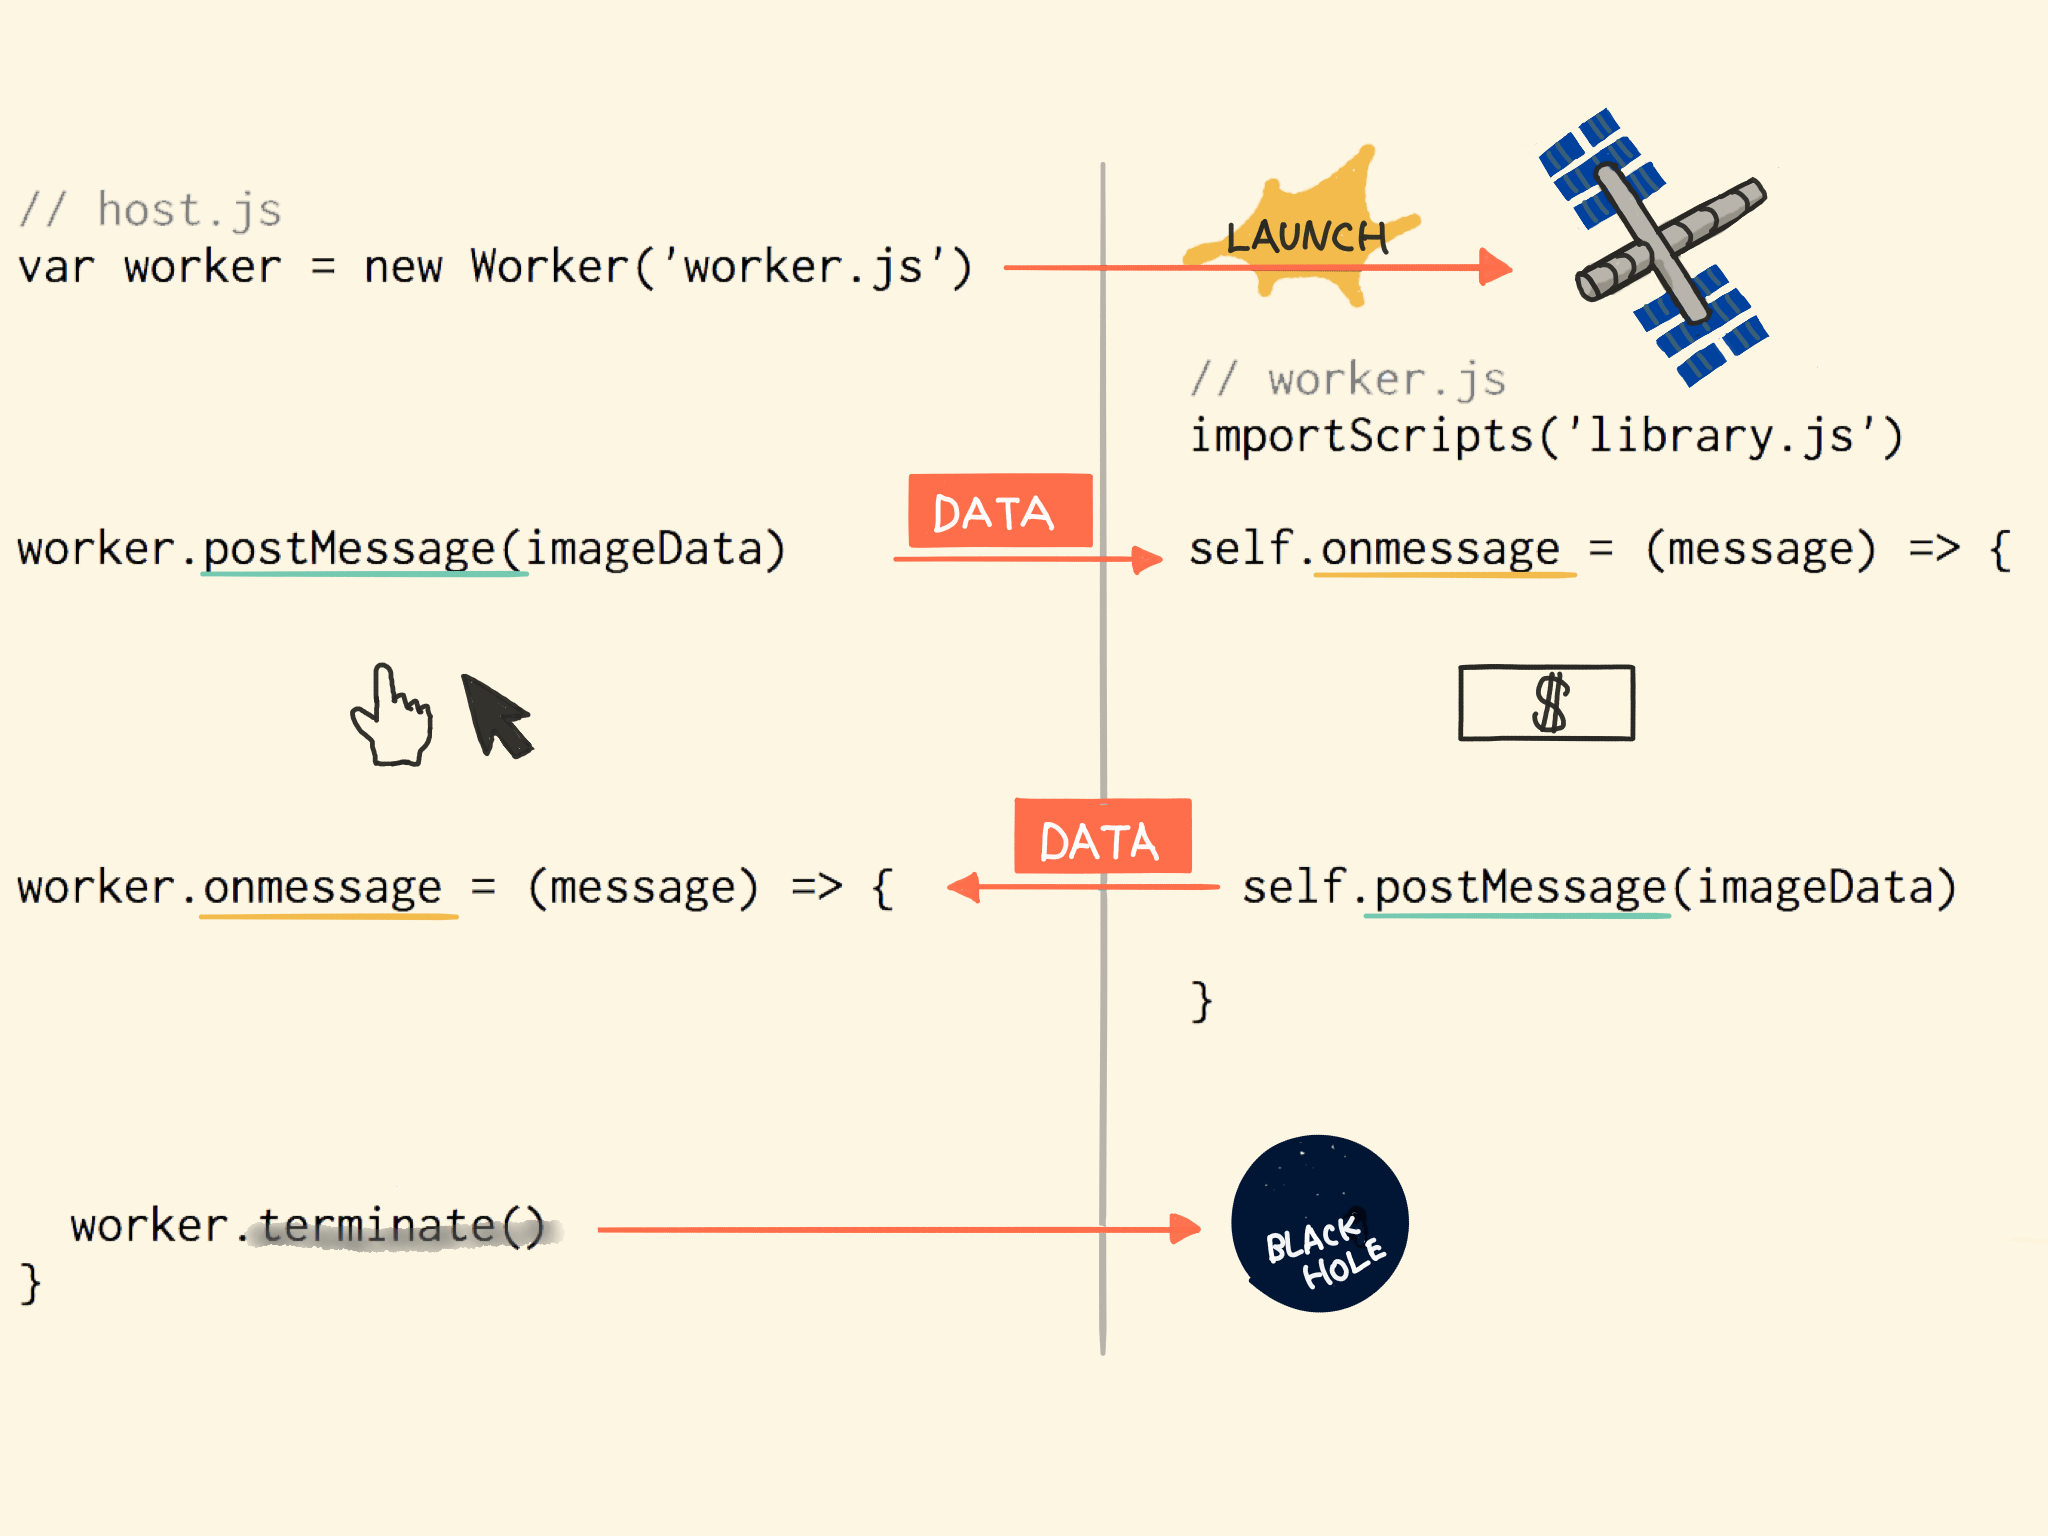 // host.js
var worker = new Worker('worker.js')
LAUNCH
// worker.js
importScripts('library.js')
worker.postMessage(imageData)
DATA
self.onmessage = (message) => {
$
worker.onmessage = (message) => {
DATA
self.postMessage(imageData)
}
worker.terminate()
}
BLACK
HOLE